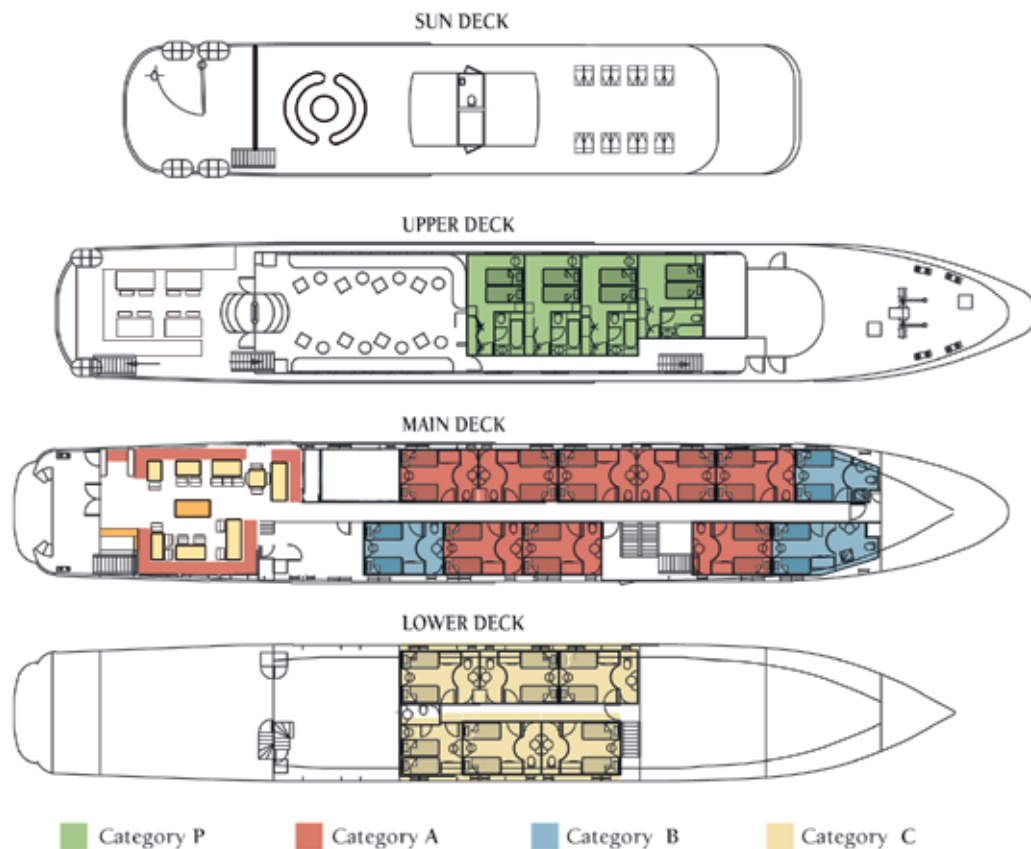 SUN DECK
UPPER DECK
MAIN DECK
LOWER DECK
Category P
Category A
Category B
Category C